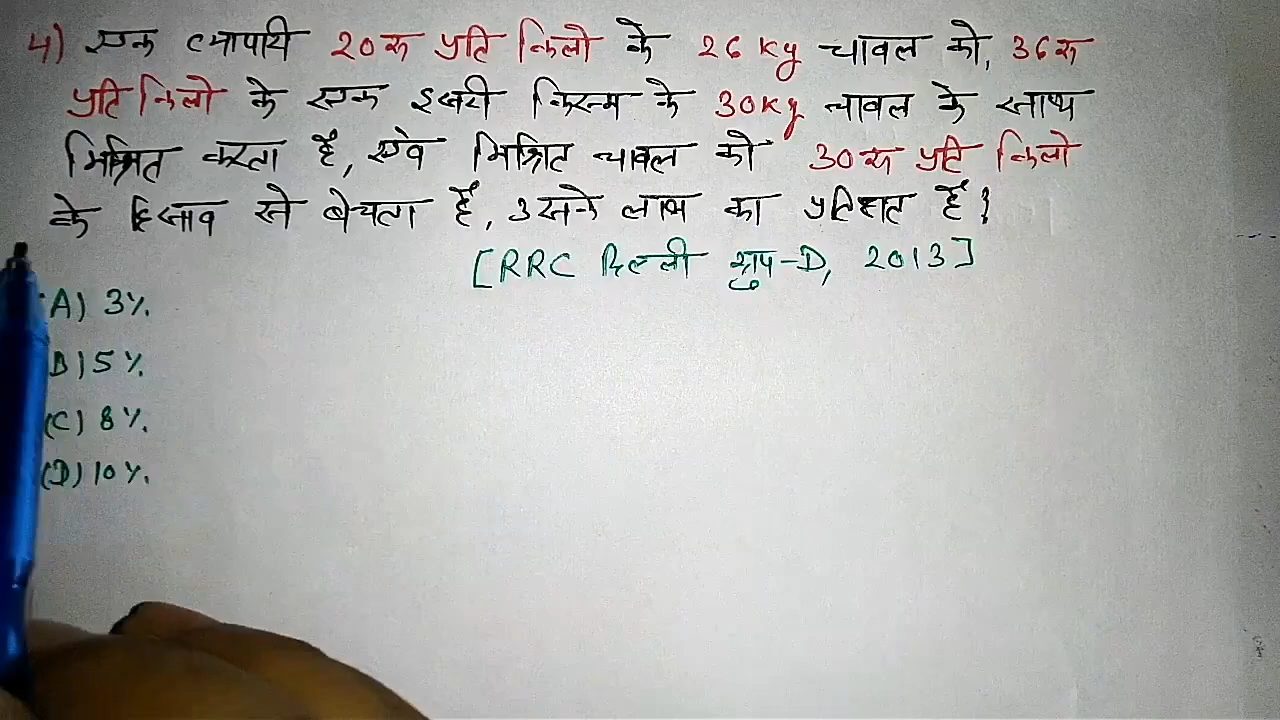 4) एक व्यापारी 20रू प्रति किलो के 26 Kg चावल को, 36रू
प्रति किलो के एक दूसरी किस्म के 30Kg चावल के साथ
मिश्रित करता है, एवं मिश्रित चावल को 30रू प्रति किलो
के हिसाब से बेचता है, उसके लाभ का प्रतिशत है?
[RRC दिल्ली ग्रुप-D, 2013]
(A) 3%
(B) 5%
(C) 8%
(D) 10%